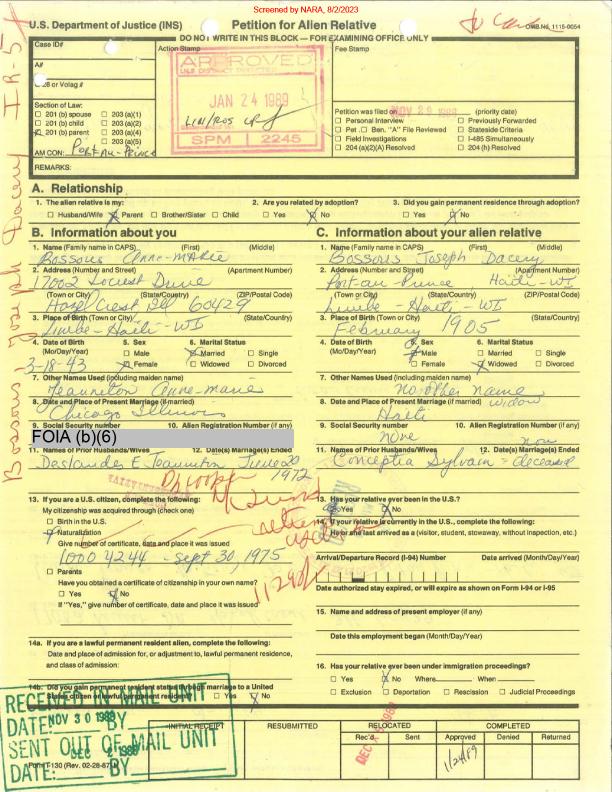 Screened by NARA, 8/2/2023
U.S. Department of Justice (INS) Petition for Alien Relative OMB No. 1115-0054
DO NOT WRITE IN THIS BLOCK — FOR EXAMINING OFFICE ONLY
Case ID# Action Stamp Fee Stamp
A#
G-28 or Volag #
APPROVED
JAN 24 1989
SPM 2245
Section of Law:
201 (b) spouse 203 (a)(1)
201 (b) child 203 (a)(2)
201 (b) parent 203 (a)(4)
203 (a)(5)
AM CON: Port-Au-Prince
Petition was filed on NOV 29 1988 (priority date)
Personal Interview Previously Forwarded
Pet. Ben. "A" File Reviewed Stateside Criteria
Field Investigations I-485 Simultaneously
204 (a)(2)(A) Resolved 204 (h) Resolved
REMARKS:
Bossous Joseph Dacery IR-5
A. Relationship
1. The alien relative is my: 2. Are you related by adoption? 3. Did you gain permanent residence through adoption?
Husband/Wife X Parent Brother/Sister Child Yes X No Yes X No
B. Information about you C. Information about your alien relative
1. Name (Family name in CAPS) (First) (Middle)
Bossous Anne-Marie
2. Address (Number and Street) (Apartment Number)
17002 Locust Drive
(Town or City) (State/Country) (ZIP/Postal Code)
Hazel Crest Ill 60429
3. Place of Birth (Town or City) (State/Country)
Limbe-Haiti-WI
4. Date of Birth (Mo/Day/Year) 5. Sex 6. Marital Status
Male X Married Single
3-18-43 X Female Widowed Divorced
7. Other Names Used (including maiden name)
Jeanniton Anne-marie
8. Date and Place of Present Marriage (if married)
Chicago Illinois
9. Social Security number 10. Alien Registration Number (if any)
FOIA (b)(6)
11. Names of Prior Husbands/Wives 12. Date(s) Marriage(s) Ended
E Jeanniton June 20 1972
13. If you are a U.S. citizen, complete the following:
My citizenship was acquired through (check one)
Birth in the U.S.
X Naturalization
Give number of certificate, date and place it was issued
10004244 - sept 30, 1975
Parents
Have you obtained a certificate of citizenship in your own name?
Yes X No
If "Yes," give number of certificate, date and place it was issued
14a. If you are a lawful permanent resident alien, complete the following:
Date and place of admission for, or adjustment to, lawful permanent residence,
and class of admission:
14b. Did you gain permanent resident status through marriage to a United
States citizen or lawful permanent resident? Yes X No
1. Name (Family name in CAPS) (First) (Middle)
Bossous Joseph Dacery
2. Address (Number and Street) (Apartment Number)
Port-au-Prince Haiti-WI
(Town or City) (State/Country) (ZIP/Postal Code)
Limbe-Haiti-WI
3. Place of Birth (Town or City) (State/Country)
February 1905
4. Date of Birth (Mo/Day/Year) 5. Sex 6. Marital Status
X Male Married Single
Female X Widowed Divorced
7. Other Names Used (including maiden name)
no other name
8. Date and Place of Present Marriage (if married) widow
Haiti
9. Social Security number 10. Alien Registration Number (if any)
none non
11. Names of Prior Husbands/Wives 12. Date(s) Marriage(s) Ended
Conceptia Sylvain - deceased
13. Has your relative ever been in the U.S.?
Yes X No
14. If your relative is currently in the U.S., complete the following:
He or she last arrived as a (visitor, student, stowaway, without inspection, etc.)
Arrival/Departure Record (I-94) Number Date arrived (Month/Day/Year)
Date authorized stay expired, or will expire as shown on Form I-94 or I-95
15. Name and address of present employer (if any)
Date this employment began (Month/Day/Year)
16. Has your relative ever been under immigration proceedings?
Yes X No Where When
Exclusion Deportation Rescission Judicial Proceedings
RECEIVED IN MAIL UNIT
DATE: NOV 30 1988 BY
SENT OUT OF MAIL UNIT
DATE: DEC 6 1988 BY
INITIAL RECEIPT RESUBMITTED RELOCATED COMPLETED
Rec'd Sent Approved Denied Returned
1/24/89
Form I-130 (Rev. 02-28-87)